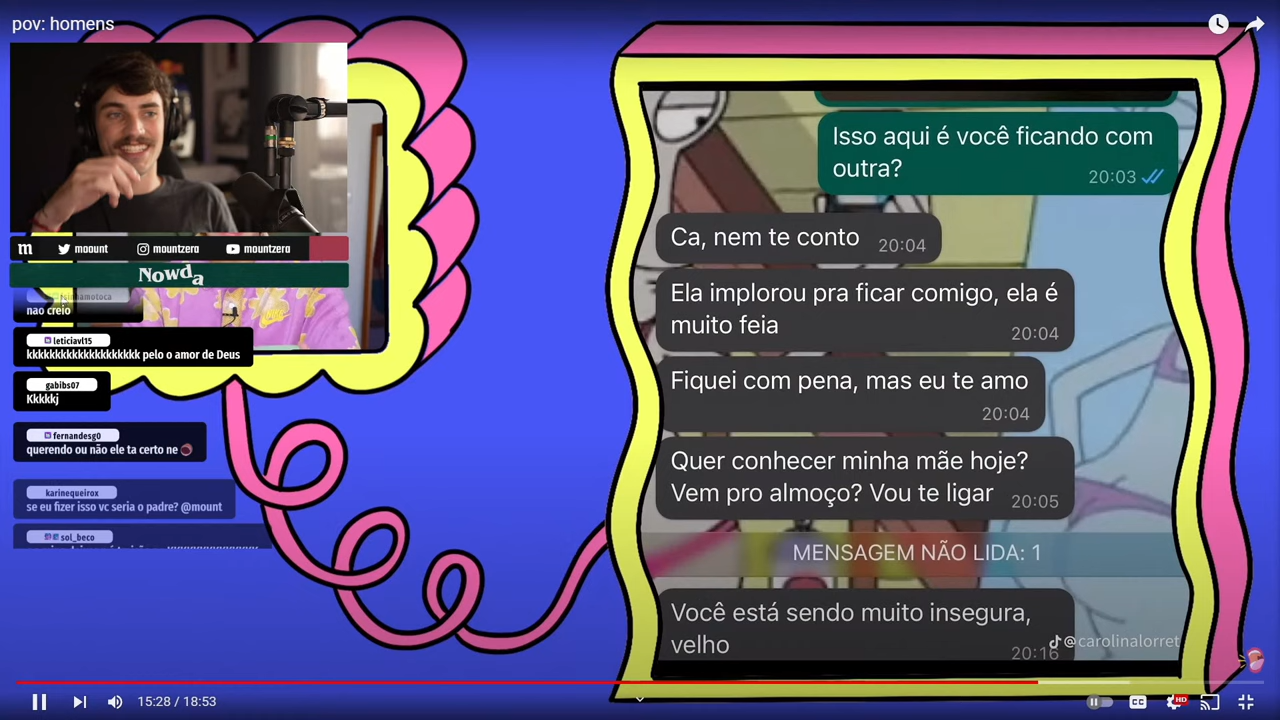 pov: homens
m moount mountzera mountzera
Nowda
nao creio
leticiavl15
kkkkkkkkkkkkkkkkkkkk pelo o amor de Deus
gabibs07
Kkkkkj
fernandesg0
querendo ou não ele ta certo ne
karinequeirox
se eu fizer isso vc seria o padre? @mount
sol_beco
Isso aqui é você ficando com
outra?
20:03
Ca, nem te conto 20:04
Ela implorou pra ficar comigo, ela é
muito feia
20:04
Fiquei com pena, mas eu te amo
20:04
Quer conhecer minha mãe hoje?
Vem pro almoço? Vou te ligar 20:05
MENSAGEM NÃO LIDA: 1
Você está sendo muito insegura,
velho
20:16
@carolinalorret
15:28 / 18:53
CC
HD